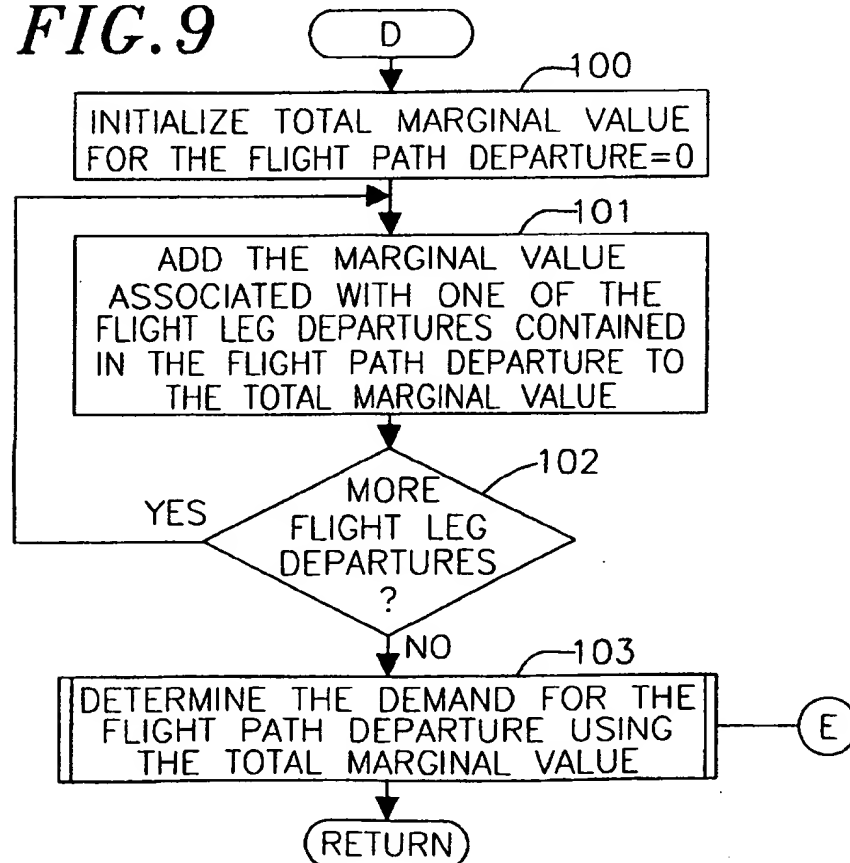 FIG.9
D
100
INITIALIZE TOTAL MARGINAL VALUE
FOR THE FLIGHT PATH DEPARTURE=0
101
ADD THE MARGINAL VALUE
ASSOCIATED WITH ONE OF THE
FLIGHT LEG DEPARTURES CONTAINED
IN THE FLIGHT PATH DEPARTURE TO
THE TOTAL MARGINAL VALUE
102
YES
MORE
FLIGHT LEG
DEPARTURES
?
NO
103
DETERMINE THE DEMAND FOR THE
FLIGHT PATH DEPARTURE USING
THE TOTAL MARGINAL VALUE
E
RETURN